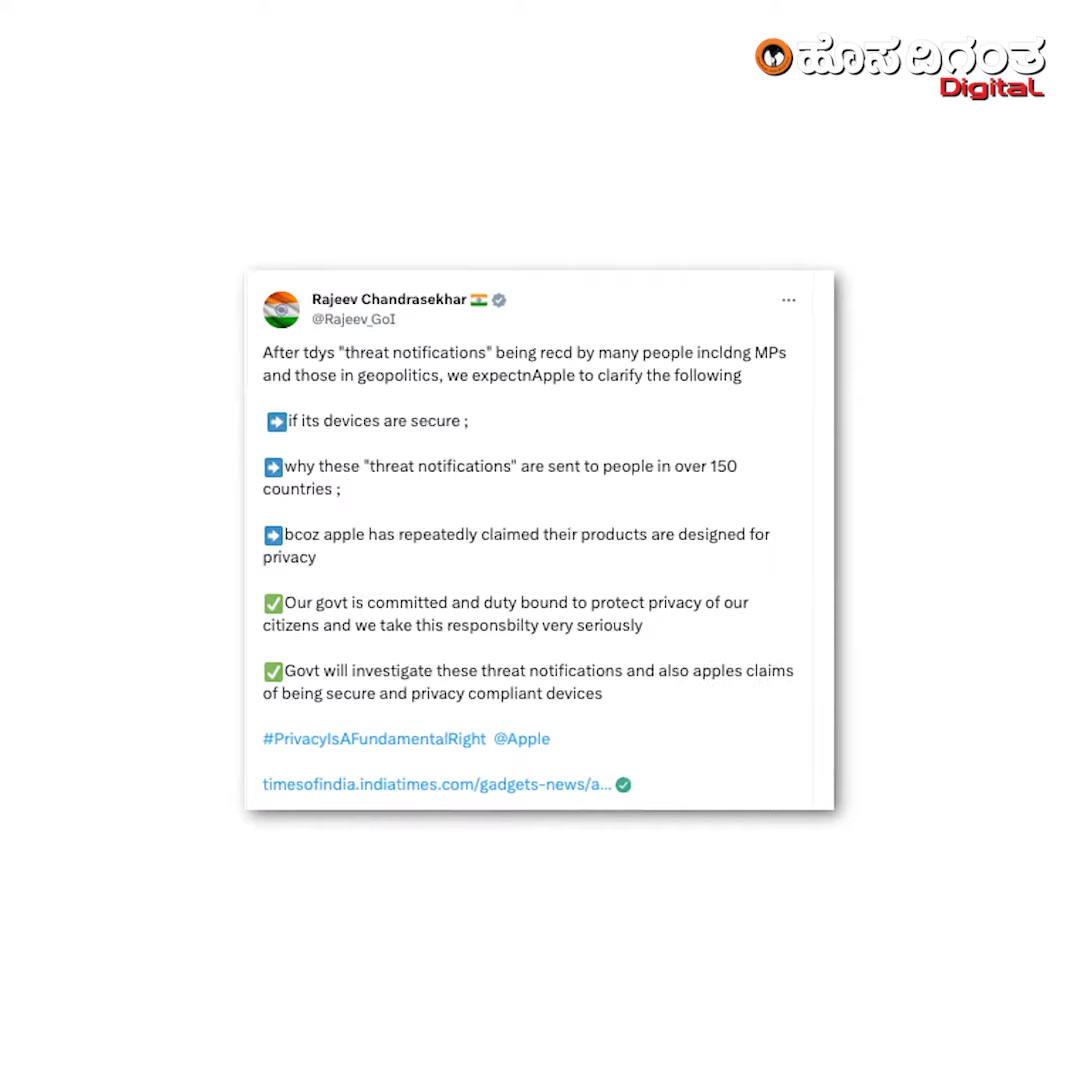 ಹೊಸದಿಗಂತ
Digital
Rajeev Chandrasekhar 🇮🇳
@Rajeev_GoI
After tdys "threat notifications" being recd by many people incldng MPs
and those in geopolitics, we expectnApple to clarify the following
➡️if its devices are secure ;
➡️why these "threat notifications" are sent to people in over 150
countries ;
➡️bcoz apple has repeatedly claimed their products are designed for
privacy
✅Our govt is committed and duty bound to protect privacy of our
citizens and we take this responsbilty very seriously
✅Govt will investigate these threat notifications and also apples claims
of being secure and privacy compliant devices
#PrivacyIsAFundamentalRight @Apple
timesofindia.indiatimes.com/gadgets-news/a...